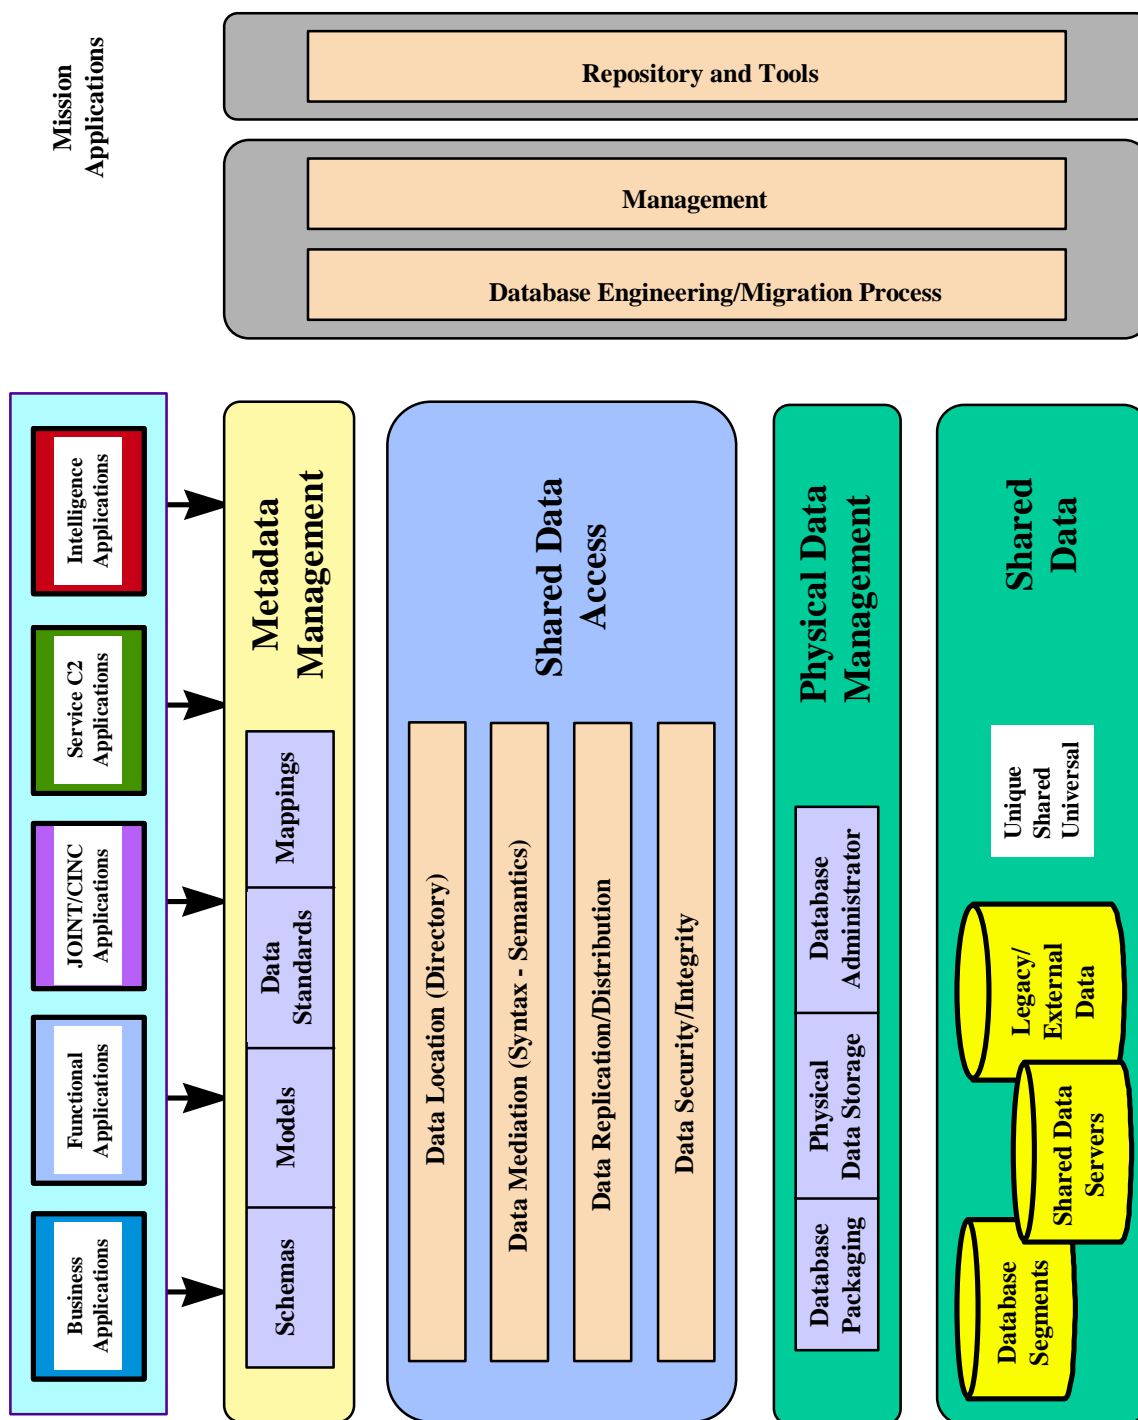 Mission
Applications
Repository and Tools
Management
Database Engineering/Migration Process
Intelligence
Applications
Service C2
Applications
JOINT/CINC
Applications
Functional
Applications
Business
Applications
Metadata
Management
Mappings
Data
Standards
Models
Schemas
Shared Data
Access
Data Location (Directory)
Data Mediation (Syntax - Semantics)
Data Replication/Distribution
Data Security/Integrity
Physical Data
Management
Database
Administrator
Physical
Data Storage
Database
Packaging
Shared
Data
Unique
Shared
Universal
Legacy/
External
Data
Shared Data
Servers
Database
Segments